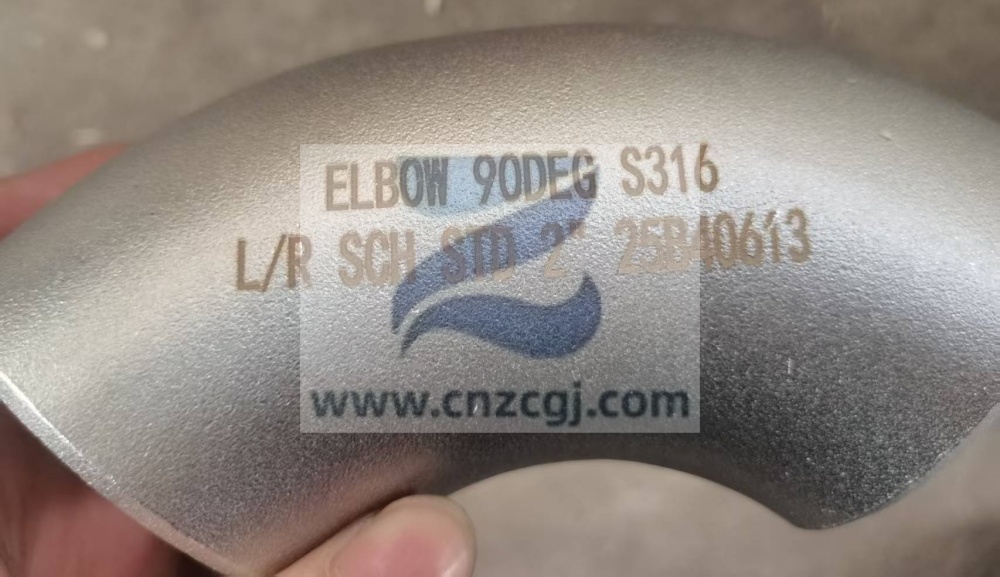 ELBOW 90DEG S316
L/R SCH STD 2" 25B40613
www.cnzcgj.com